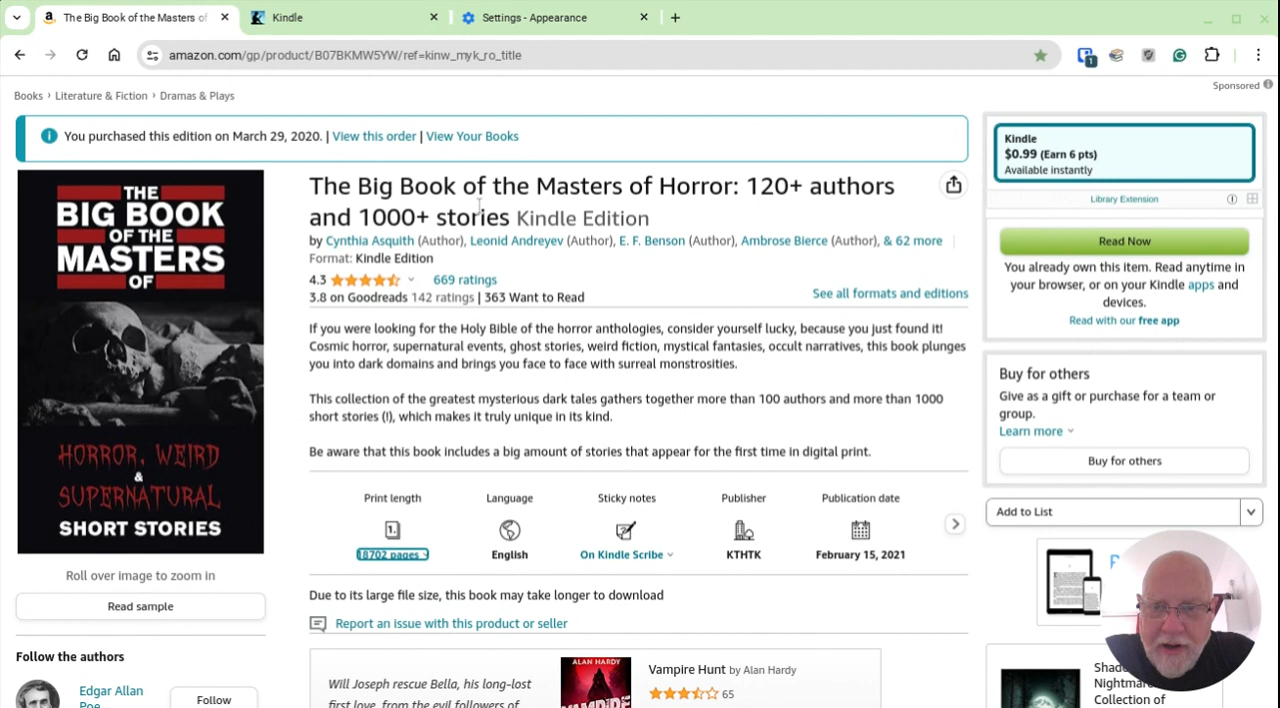 The Big Book of the Masters of
Kindle
Settings - Appearance
amazon.com/gp/product/B07BKMW5YW/ref=kinw_myk_ro_title
1
Sponsored
Books › Literature & Fiction › Dramas & Plays
You purchased this edition on March 29, 2020. | View this order | View Your Books
THE
BIG BOOK
OF THE
MASTERS
OF
HORROR, WEIRD
&
SUPERNATURAL
SHORT STORIES
Roll over image to zoom in
Read sample
Follow the authors
Edgar Allan
Poe
Follow
The Big Book of the Masters of Horror: 120+ authors
and 1000+ stories Kindle Edition
by Cynthia Asquith (Author), Leonid Andreyev (Author), E. F. Benson (Author), Ambrose Bierce (Author), & 62 more
Format: Kindle Edition
4.3 669 ratings
3.8 on Goodreads 142 ratings | 363 Want to Read
See all formats and editions
If you were looking for the Holy Bible of the horror anthologies, consider yourself lucky, because you just found it!
Cosmic horror, supernatural events, ghost stories, weird fiction, mystical fantasies, occult narratives, this book plunges
you into dark domains and brings you face to face with surreal monstrosities.
This collection of the greatest mysterious dark tales gathers together more than 100 authors and more than 1000
short stories (!), which makes it truly unique in its kind.
Be aware that this book includes a big amount of stories that appear for the first time in digital print.
Print length
18702 pages
Language
English
Sticky notes
On Kindle Scribe
Publisher
KTHTK
Publication date
February 15, 2021
Due to its large file size, this book may take longer to download
Report an issue with this product or seller
Will Joseph rescue Bella, his long-lost
first love, from the evil followers of
ALAN HARDY
VAMPIRE
Vampire Hunt by Alan Hardy
65
Kindle
$0.99 (Earn 6 pts)
Available instantly
Library Extension
Read Now
You already own this item. Read anytime in
your browser, or on your Kindle apps and
devices.
Read with our free app
Buy for others
Give as a gift or purchase for a team or
group.
Learn more
Buy for others
Add to List